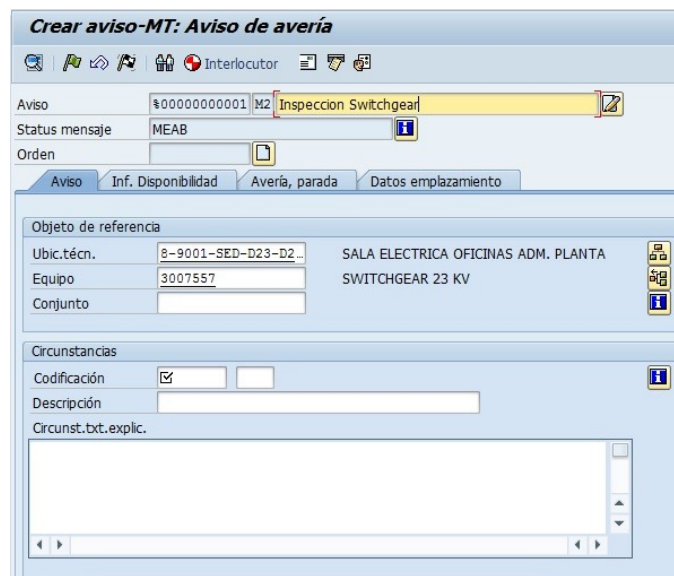 Crear aviso-MT: Aviso de avería
Interlocutor
Aviso %00000000001 M2 Inspeccion Switchgear
Status mensaje MEAB
Orden
Aviso Inf. Disponibilidad Avería, parada Datos emplazamiento
Objeto de referencia
Ubic.técn. 8-9001-SED-D23-D2… SALA ELECTRICA OFICINAS ADM. PLANTA
Equipo 3007557 SWITCHGEAR 23 KV
Conjunto
Circunstancias
Codificación
Descripción
Circunst.txt.explic.